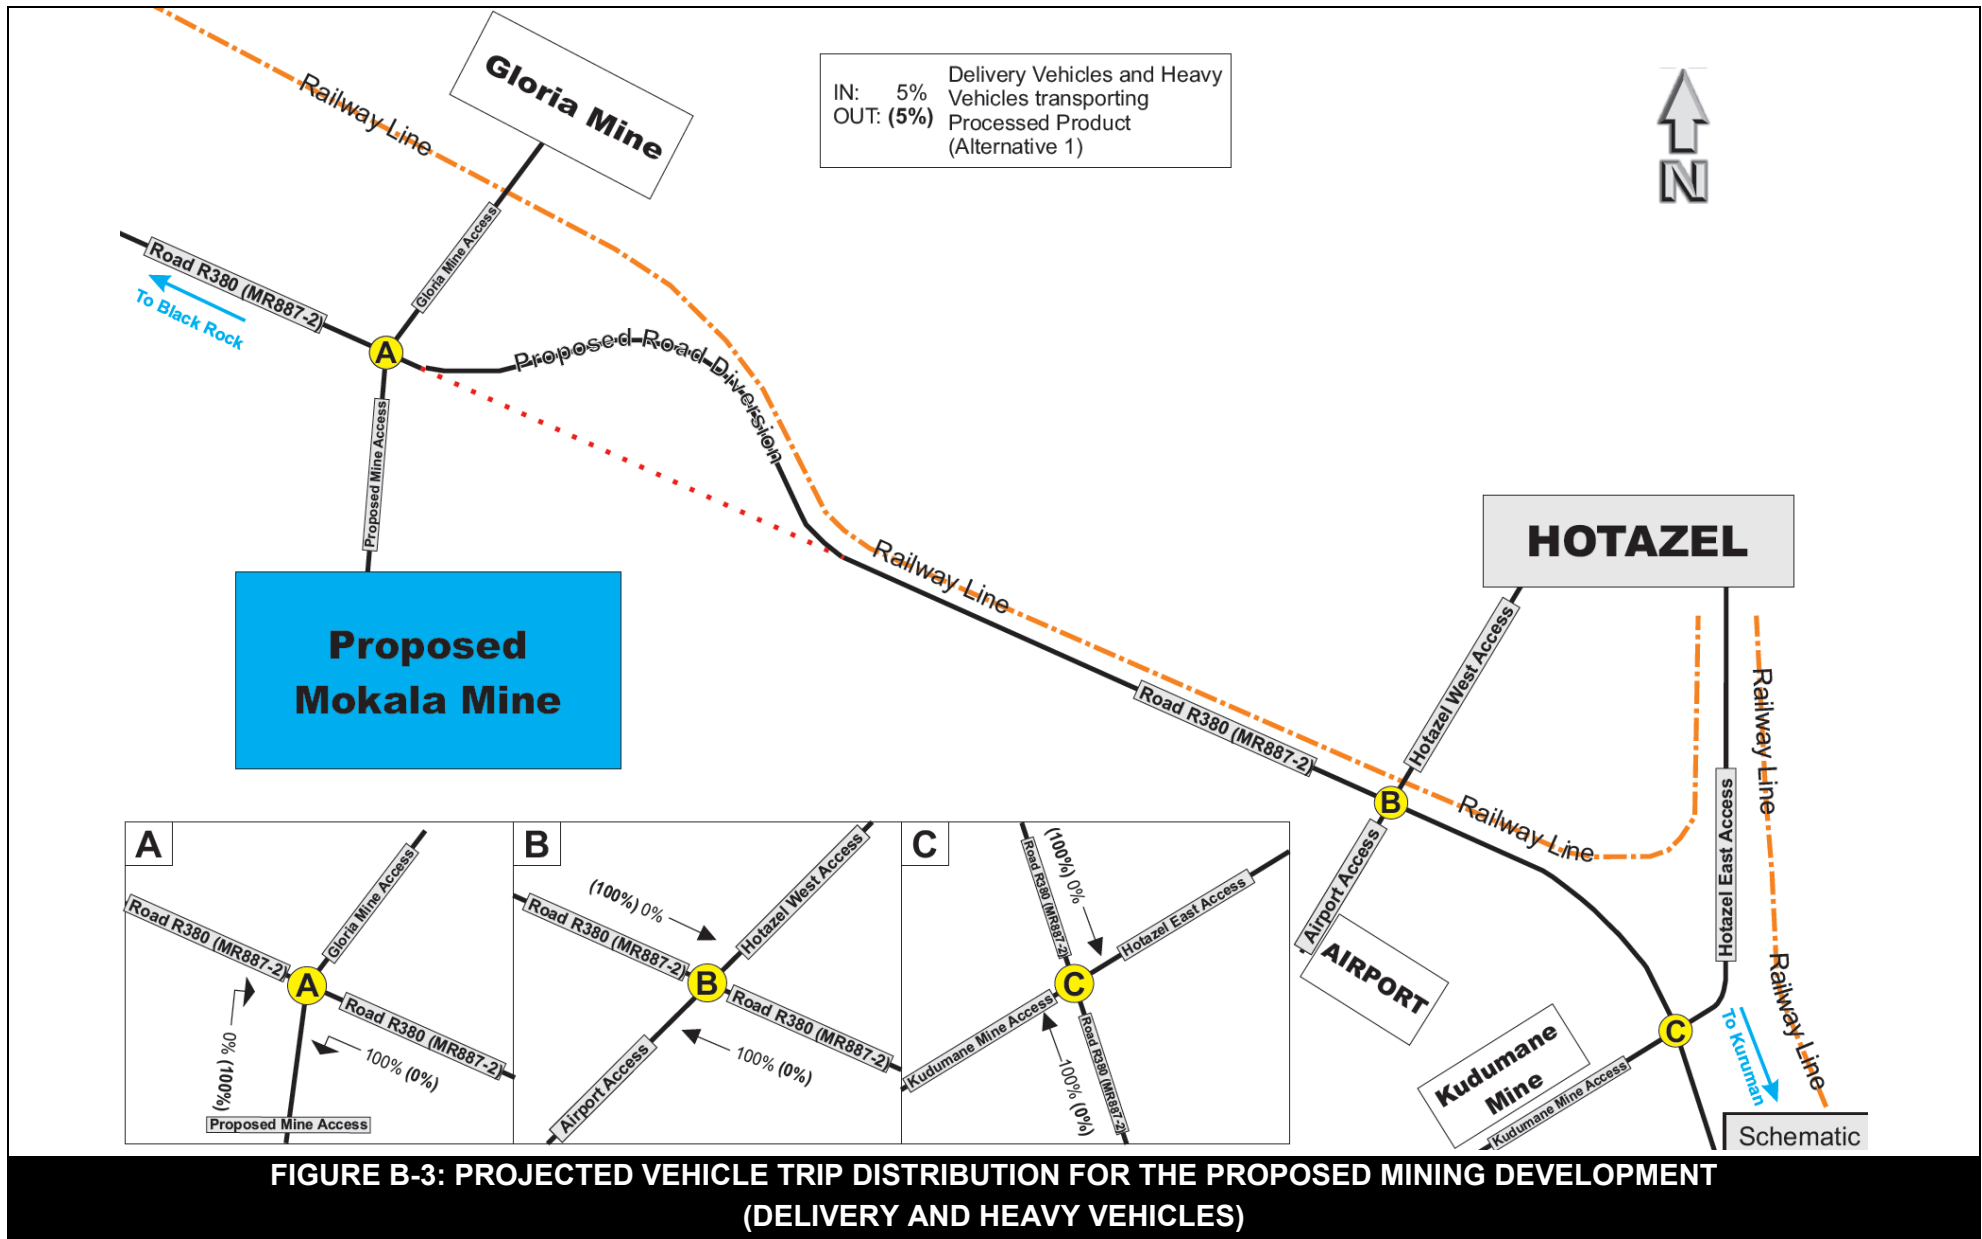 Gloria Mine
Railway Line
IN: 5%
OUT: (5%)
Delivery Vehicles and Heavy
Vehicles transporting
Processed Product
(Alternative 1)
N
Gloria Mine Access
Road R380 (MR887-2)
To Black Rock
A
Proposed Road Diversion
Proposed Mine Access
Railway Line
HOTAZEL
Proposed
Mokala Mine
Hotazel West Access
Road R380 (MR887-2)
Railway Line
B
Railway Line
Hotazel East Access
Airport Access
AIRPORT
Railway Line
C
To Kuruman
Kudumane
Mine
Kudumane Mine Access
Schematic
A
Gloria Mine Access
Road R380 (MR887-2)
A
Road R380 (MR887-2)
0% (100%)
100% (0%)
Proposed Mine Access
B
(100%) 0%
Hotazel West Access
Road R380 (MR887-2)
B
Road R380 (MR887-2)
100% (0%)
Airport Access
C
(100%) 0%
Road R380 (MR887-2)
Hotazel East Access
C
Kudumane Mine Access
Road R380 (MR887-2)
100% (0%)
FIGURE B-3: PROJECTED VEHICLE TRIP DISTRIBUTION FOR THE PROPOSED MINING DEVELOPMENT
(DELIVERY AND HEAVY VEHICLES)